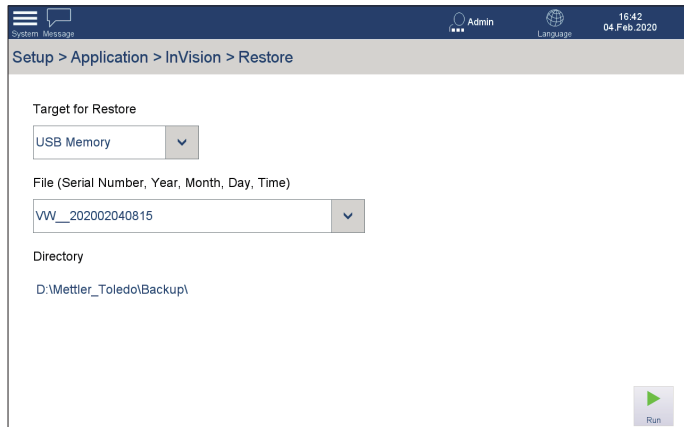 System Message
Admin
Language
16:42
04.Feb.2020
Setup > Application > InVision > Restore
Target for Restore
USB Memory
File (Serial Number, Year, Month, Day, Time)
VW__202002040815
Directory
D:\Mettler_Toledo\Backup\
Run